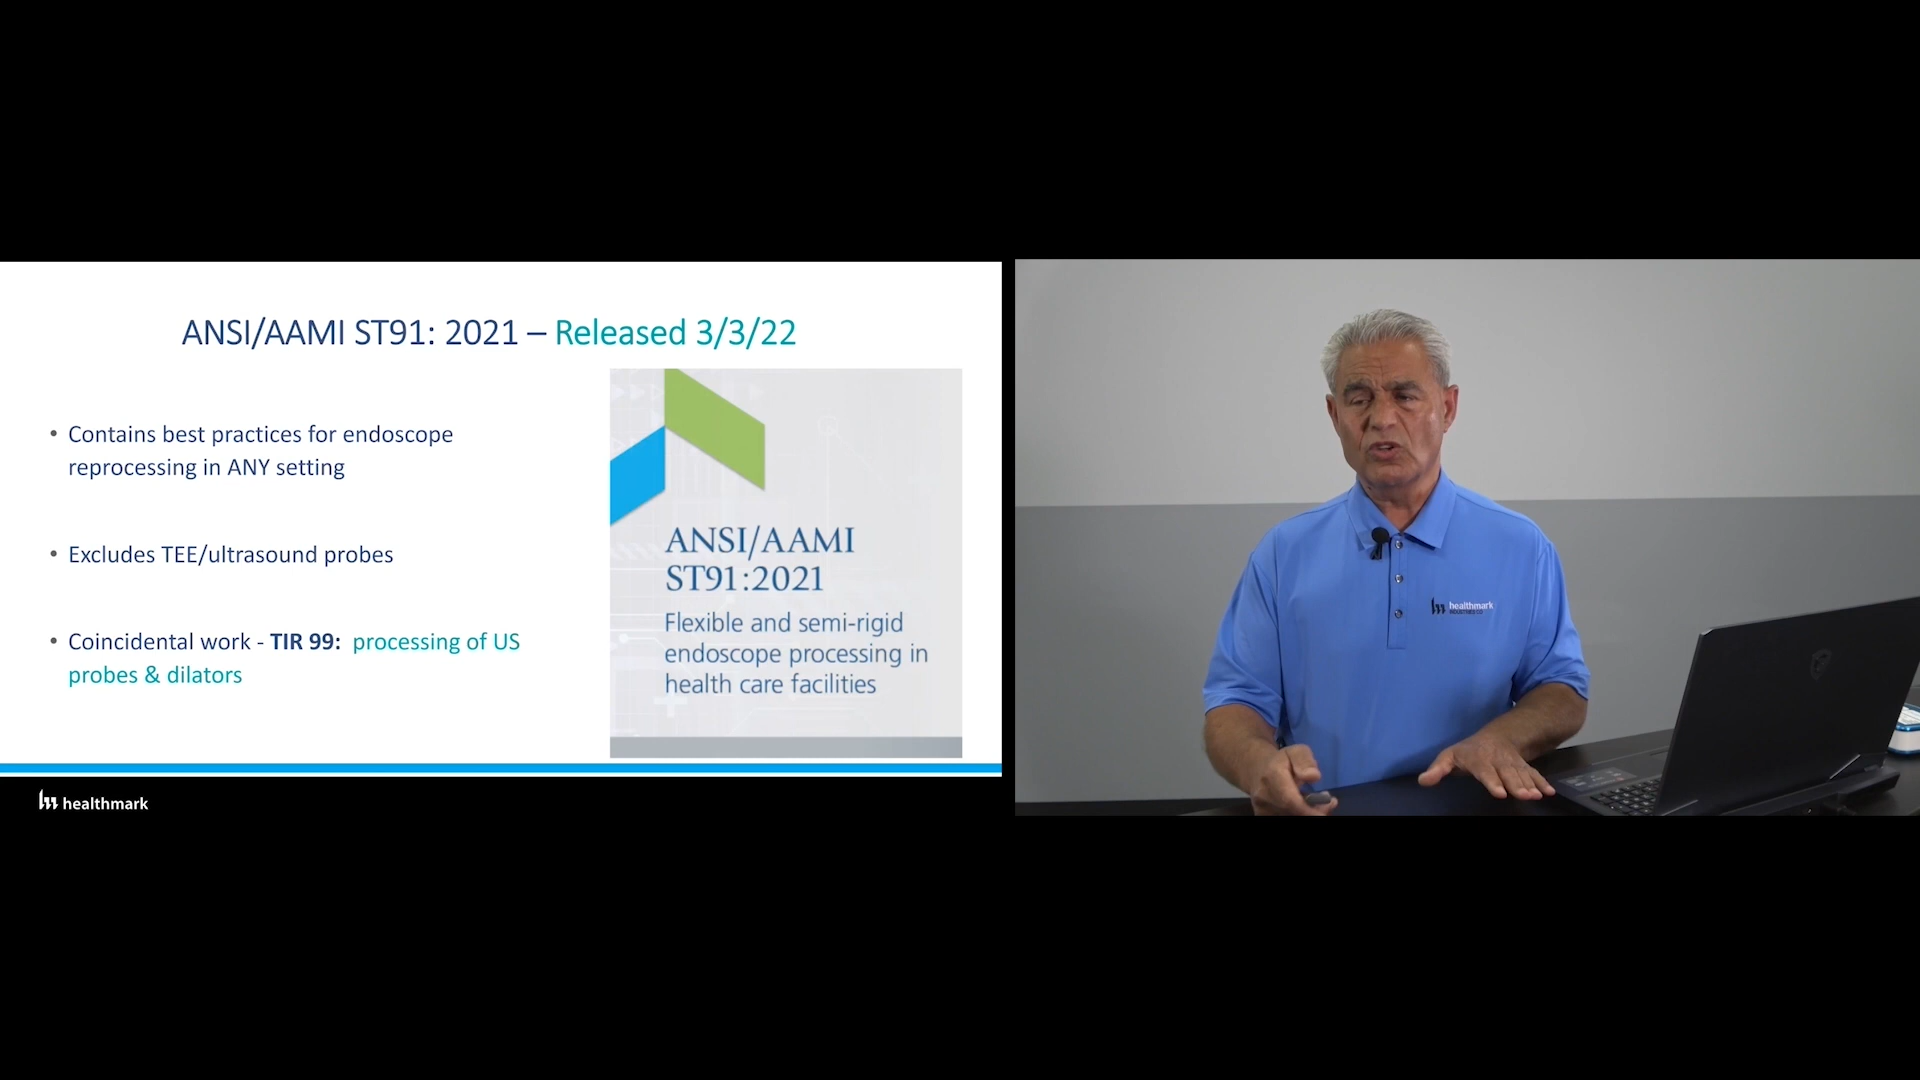 ANSI/AAMI ST91: 2021 – Released 3/3/22
• Contains best practices for endoscope
reprocessing in ANY setting
• Excludes TEE/ultrasound probes
• Coincidental work - TIR 99: processing of US
probes & dilators
ANSI/AAMI
ST91:2021
Flexible and semi-rigid
endoscope processing in
health care facilities
healthmark
healthmark
INDUSTRIES CO